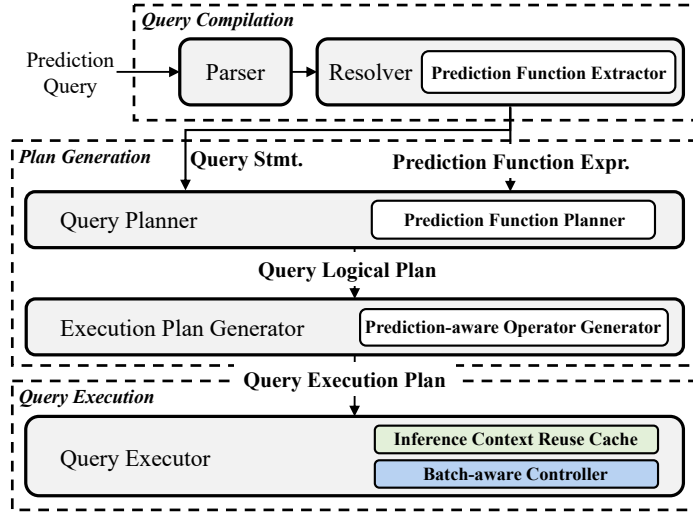 Query Compilation
Prediction
Query
Parser
Resolver
Prediction Function Extractor
Plan Generation
Query Stmt.
Prediction Function Expr.
Query Planner
Prediction Function Planner
Query Logical Plan
Execution Plan Generator
Prediction-aware Operator Generator
Query Execution Plan
Query Execution
Query Executor
Inference Context Reuse Cache
Batch-aware Controller